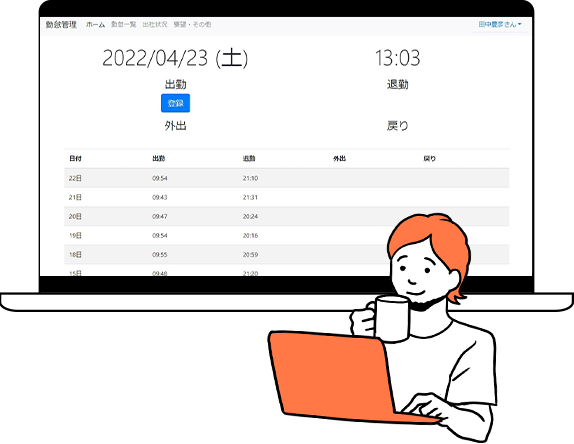 勤怠管理 ホーム 勤怠一覧 出社状況 要望・その他 田中豊彦さん
2022/04/23 (土) 13:03
出勤 退勤
登録
外出 戻り
日付 出勤 退勤 外出 戻り
22日 09:54 21:10
21日 09:43 21:31
20日 09:47 20:24
19日 09:54 20:16
18日 09:55 20:59
15日 09:48 21:20